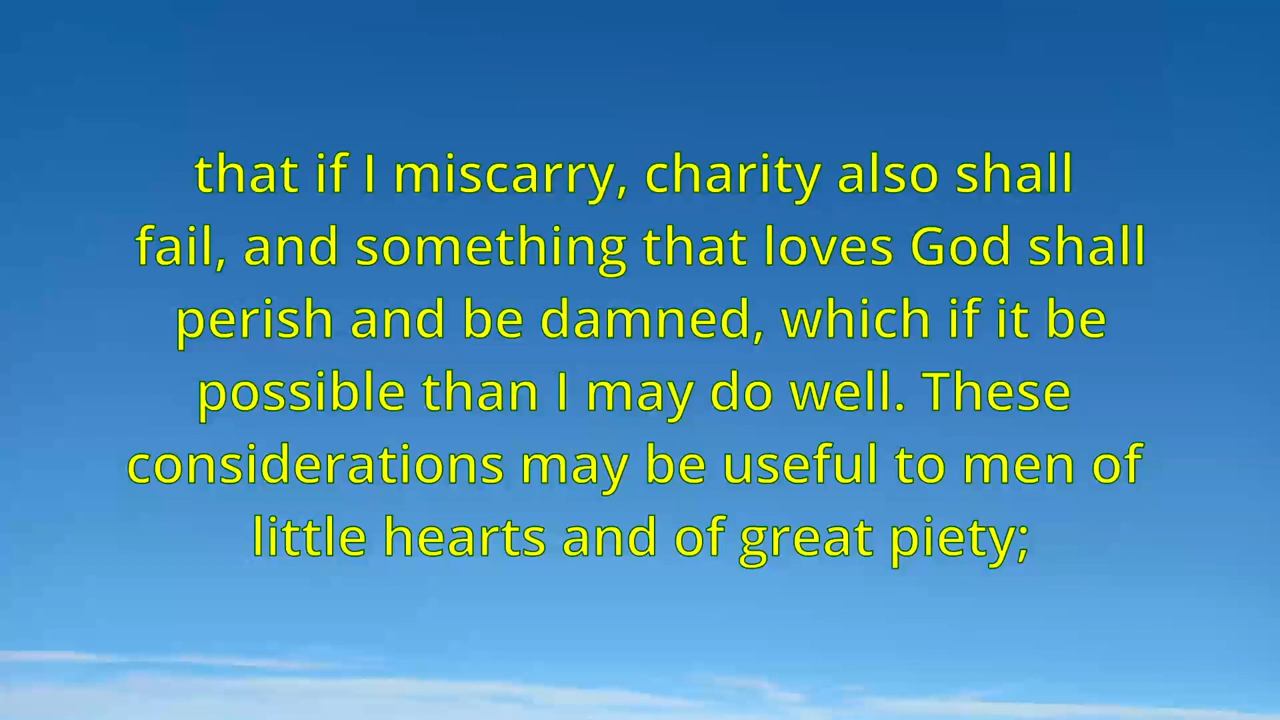 that if I miscarry, charity also shall
fail, and something that loves God shall
perish and be damned, which if it be
possible than I may do well. These
considerations may be useful to men of
little hearts and of great piety;